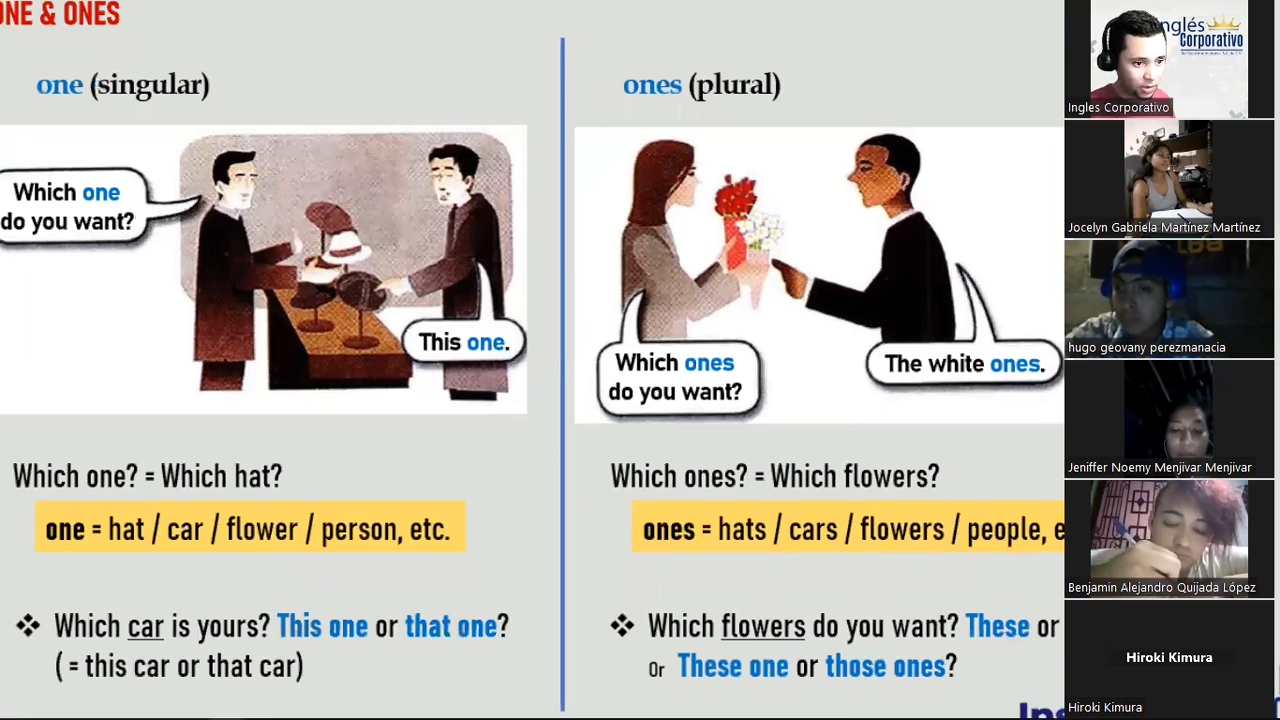 ONE & ONES
one (singular)
Which one
do you want?
This one.
Which one? = Which hat?
one = hat / car / flower / person, etc.
❖ Which car is yours? This one or that one?
( = this car or that car)
ones (plural)
Which ones
do you want?
The white ones.
Which ones? = Which flowers?
ones = hats / cars / flowers / people, e
❖ Which flowers do you want? These or
Or These one or those ones?
Inglés
Corporativo
Ingles Corporativo
Jocelyn Gabriela Martínez Martínez
hugo geovany perezmanacia
Jeniffer Noemy Menjivar Menjivar
Benjamin Alejandro Quijada López
Hiroki Kimura
Hiroki Kimura